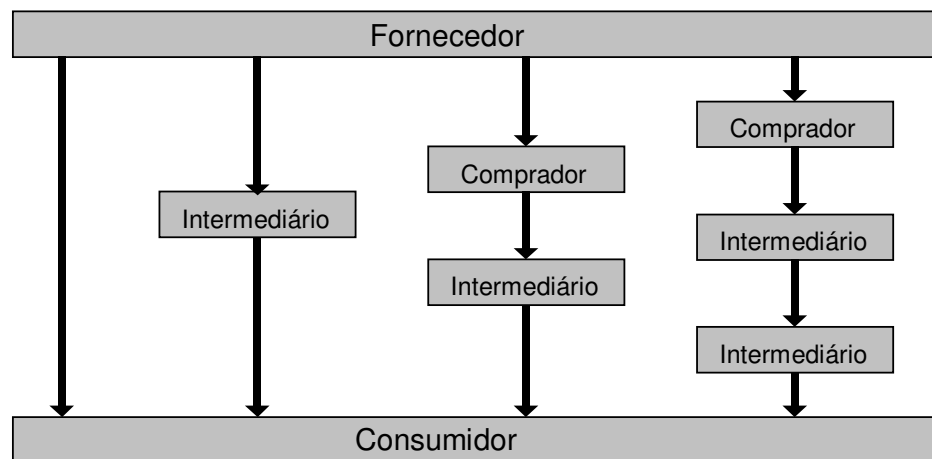 Fornecedor
Comprador
Comprador
Intermediário
Intermediário
Intermediário
Intermediário
Consumidor